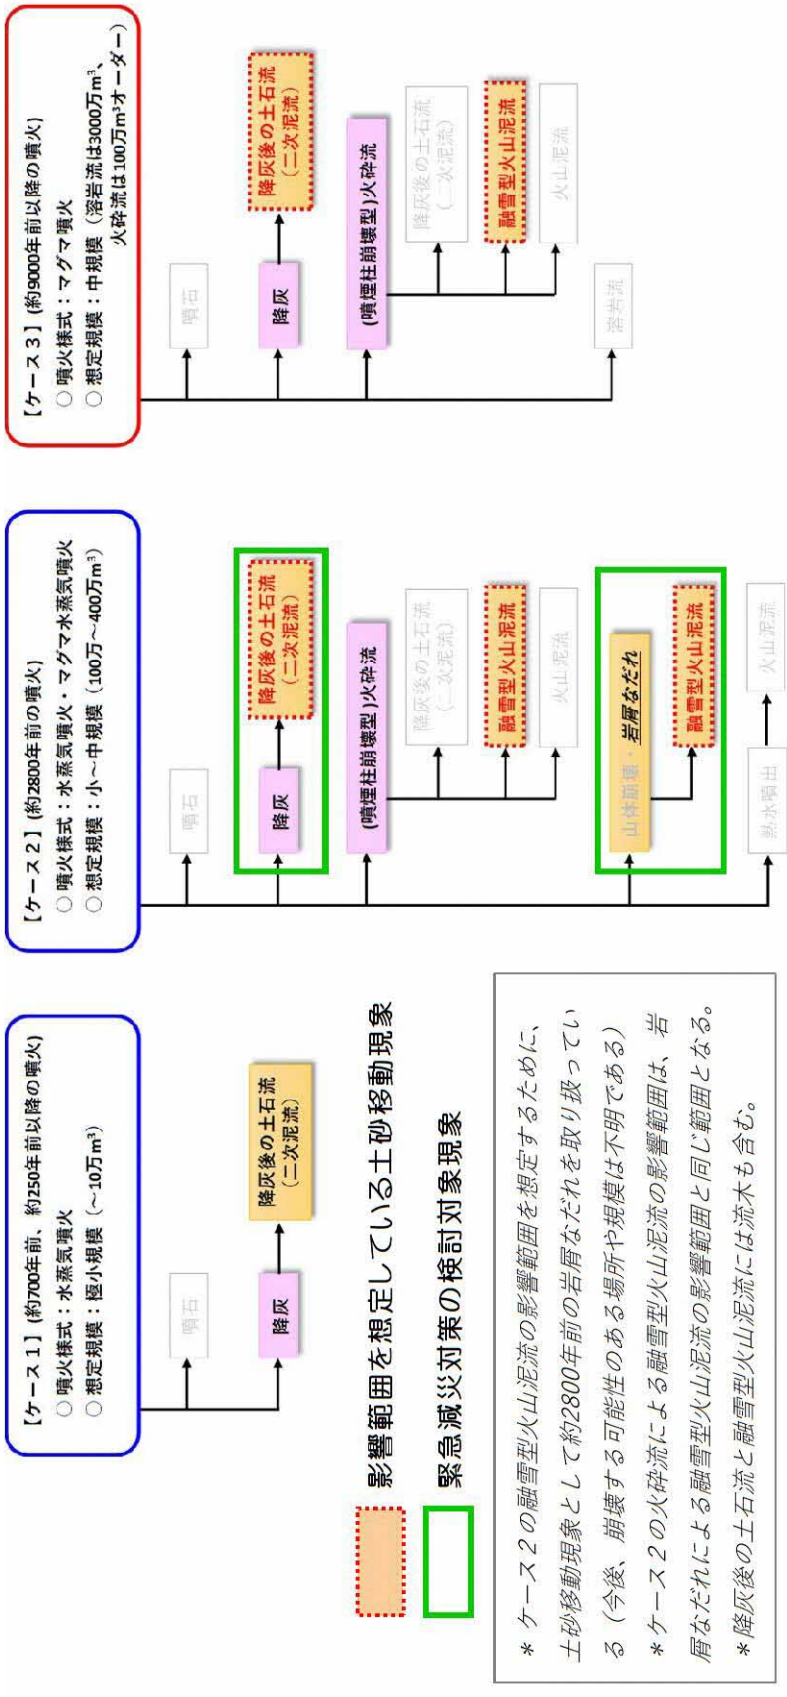 【ケース１】(約700年前、約250年前以降の噴火)
○ 噴火様式：水蒸気噴火
○ 想定規模：極小規模（～10万m³）
噴石
降灰
降灰後の土石流
（二次泥流）
【ケース２】(約2800年前の噴火)
○ 噴火様式：水蒸気噴火・マグマ水蒸気噴火
○ 想定規模：小～中規模（100万～400万m³）
噴石
降灰
降灰後の土石流
（二次泥流）
(噴煙柱崩壊型)火砕流
降灰後の土石流
（二次泥流）
融雪型火山泥流
火山泥流
山体崩壊・岩屑なだれ
融雪型火山泥流
熱水噴出
火山泥流
【ケース３】(約9000年前以降の噴火)
○ 噴火様式：マグマ噴火
○ 想定規模：中規模（溶岩流は3000万m³、
火砕流は100万m³オーダー）
噴石
降灰
降灰後の土石流
（二次泥流）
(噴煙柱崩壊型)火砕流
降灰後の土石流
（二次泥流）
融雪型火山泥流
火山泥流
溶岩流
影響範囲を想定している土砂移動現象
緊急減災対策の検討対象現象
＊ ケース２の融雪型火山泥流の影響範囲を想定するために、
土砂移動現象として約2800年前の岩屑なだれを取り扱ってい
る（今後、崩壊する可能性のある場所や規模は不明である）
＊ケース２の火砕流による融雪型火山泥流の影響範囲は、岩
屑なだれによる融雪型火山泥流の影響範囲と同じ範囲となる。
＊降灰後の土石流と融雪型火山泥流には流木も含む。